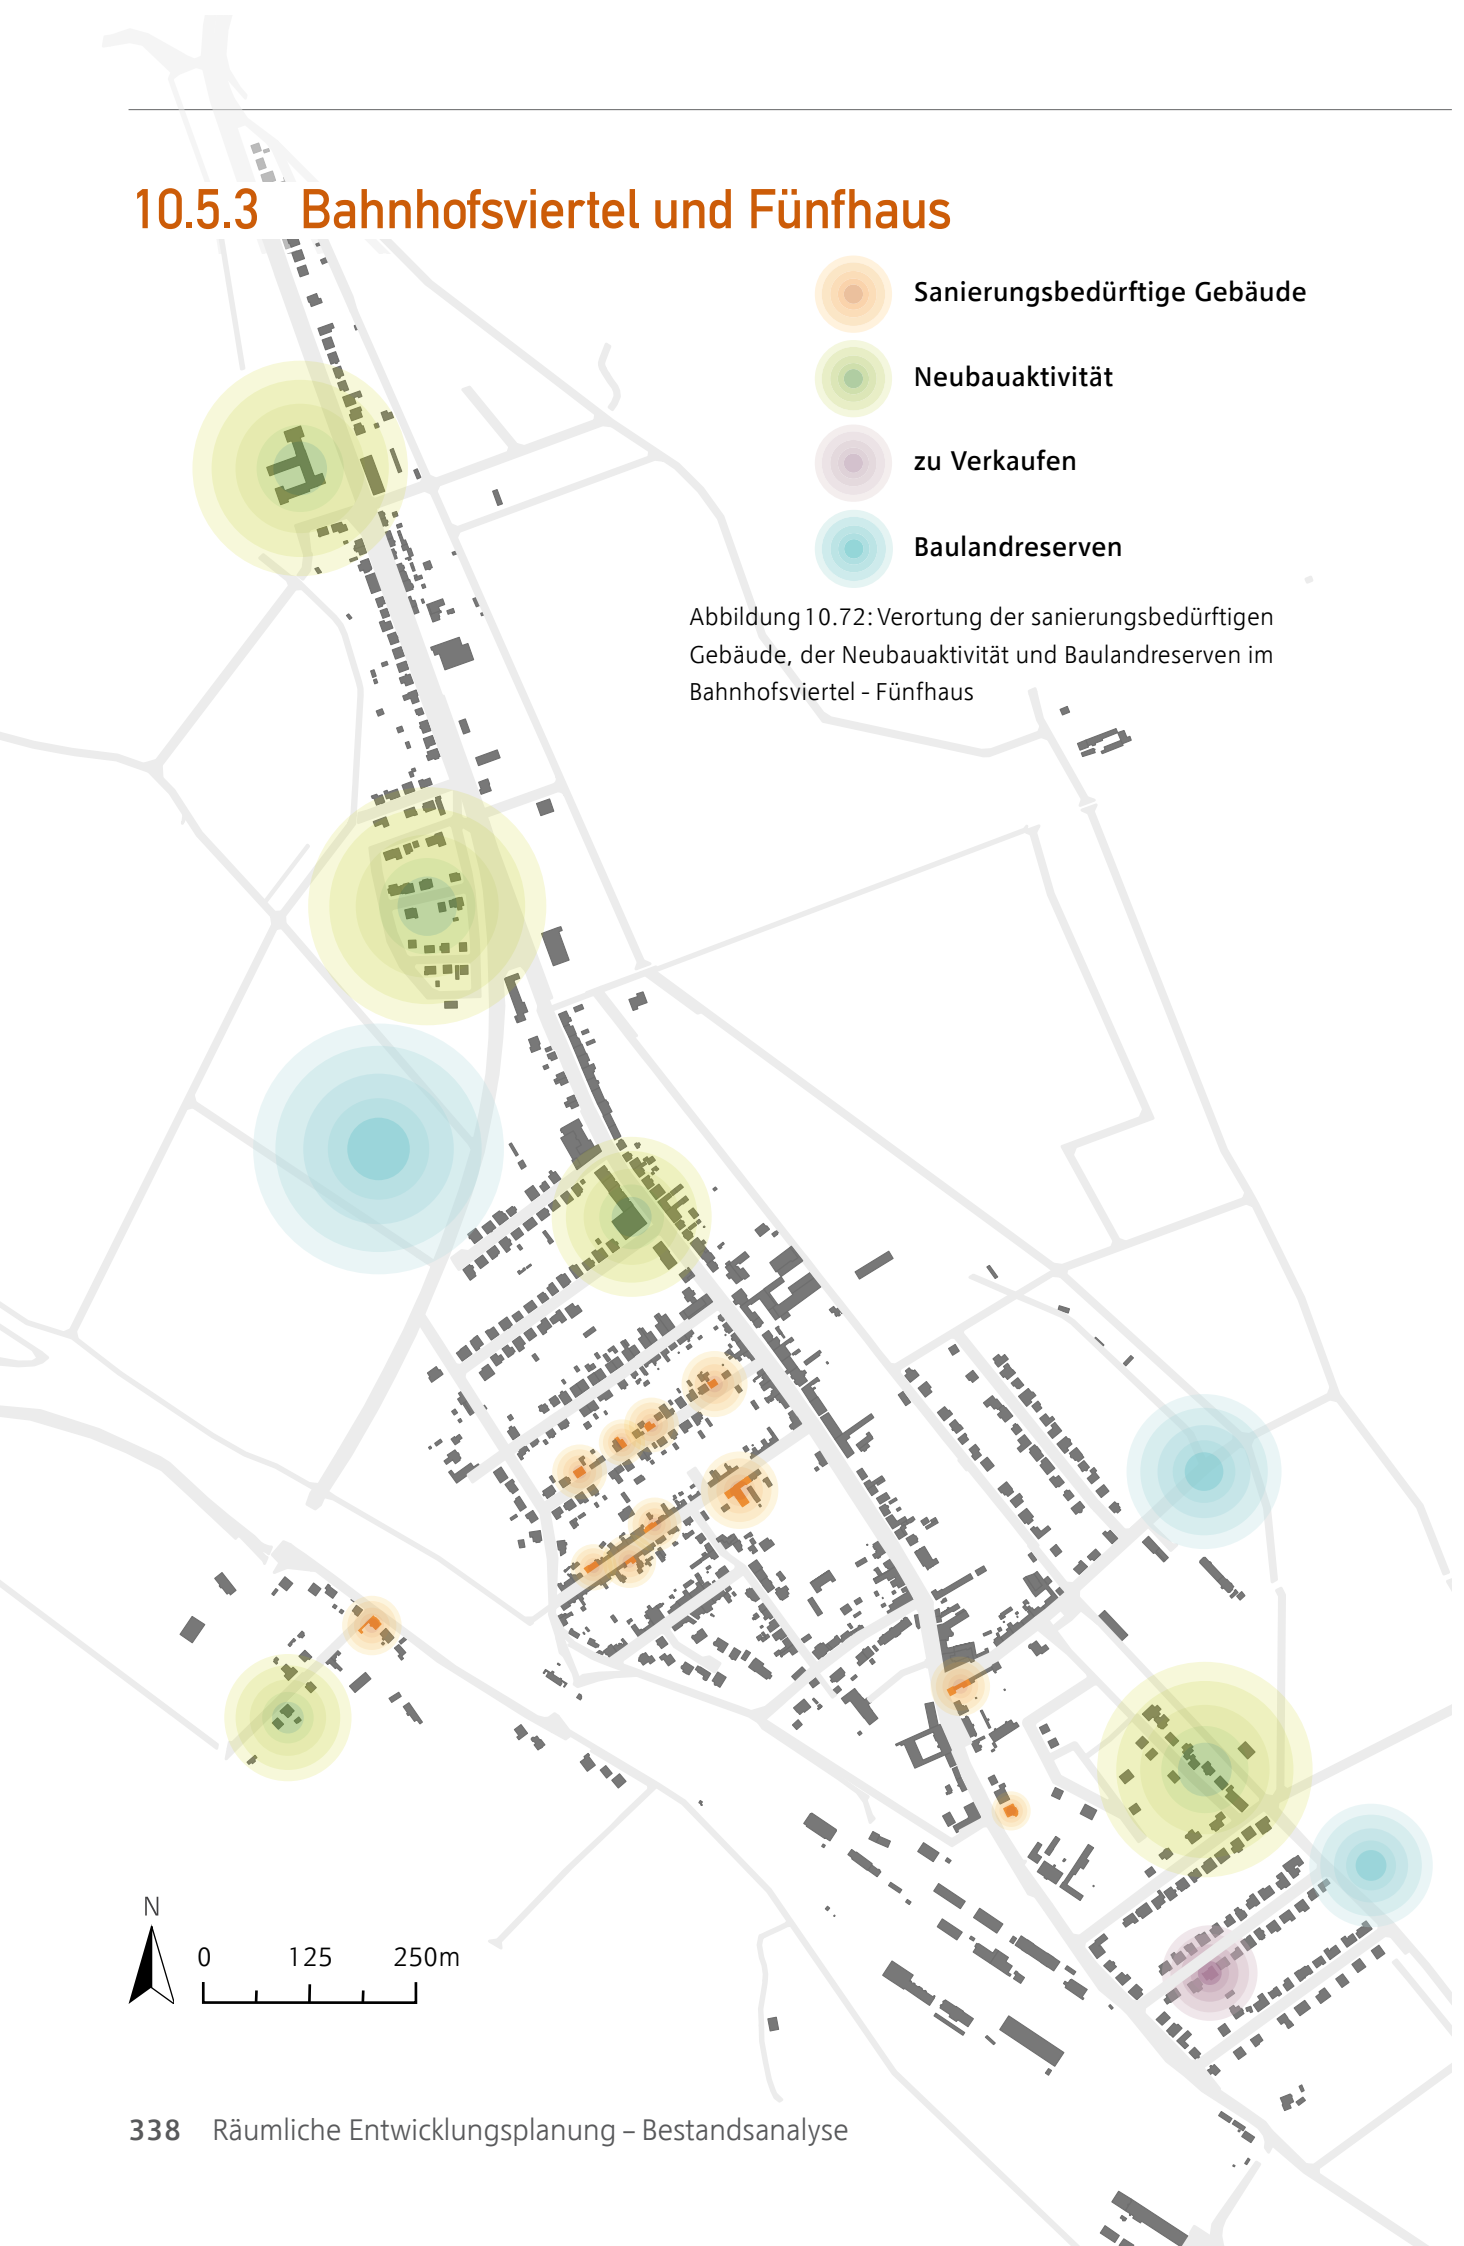 10.5.3 Bahnhofsviertel und Fünfhaus
Sanierungsbedürftige Gebäude
Neubauaktivität
zu Verkaufen
Baulandreserven
Abbildung 10.72: Verortung der sanierungsbedürftigen
Gebäude, der Neubauaktivität und Baulandreserven im
Bahnhofsviertel - Fünfhaus
N
0 125 250m
338 Räumliche Entwicklungsplanung – Bestandsanalyse